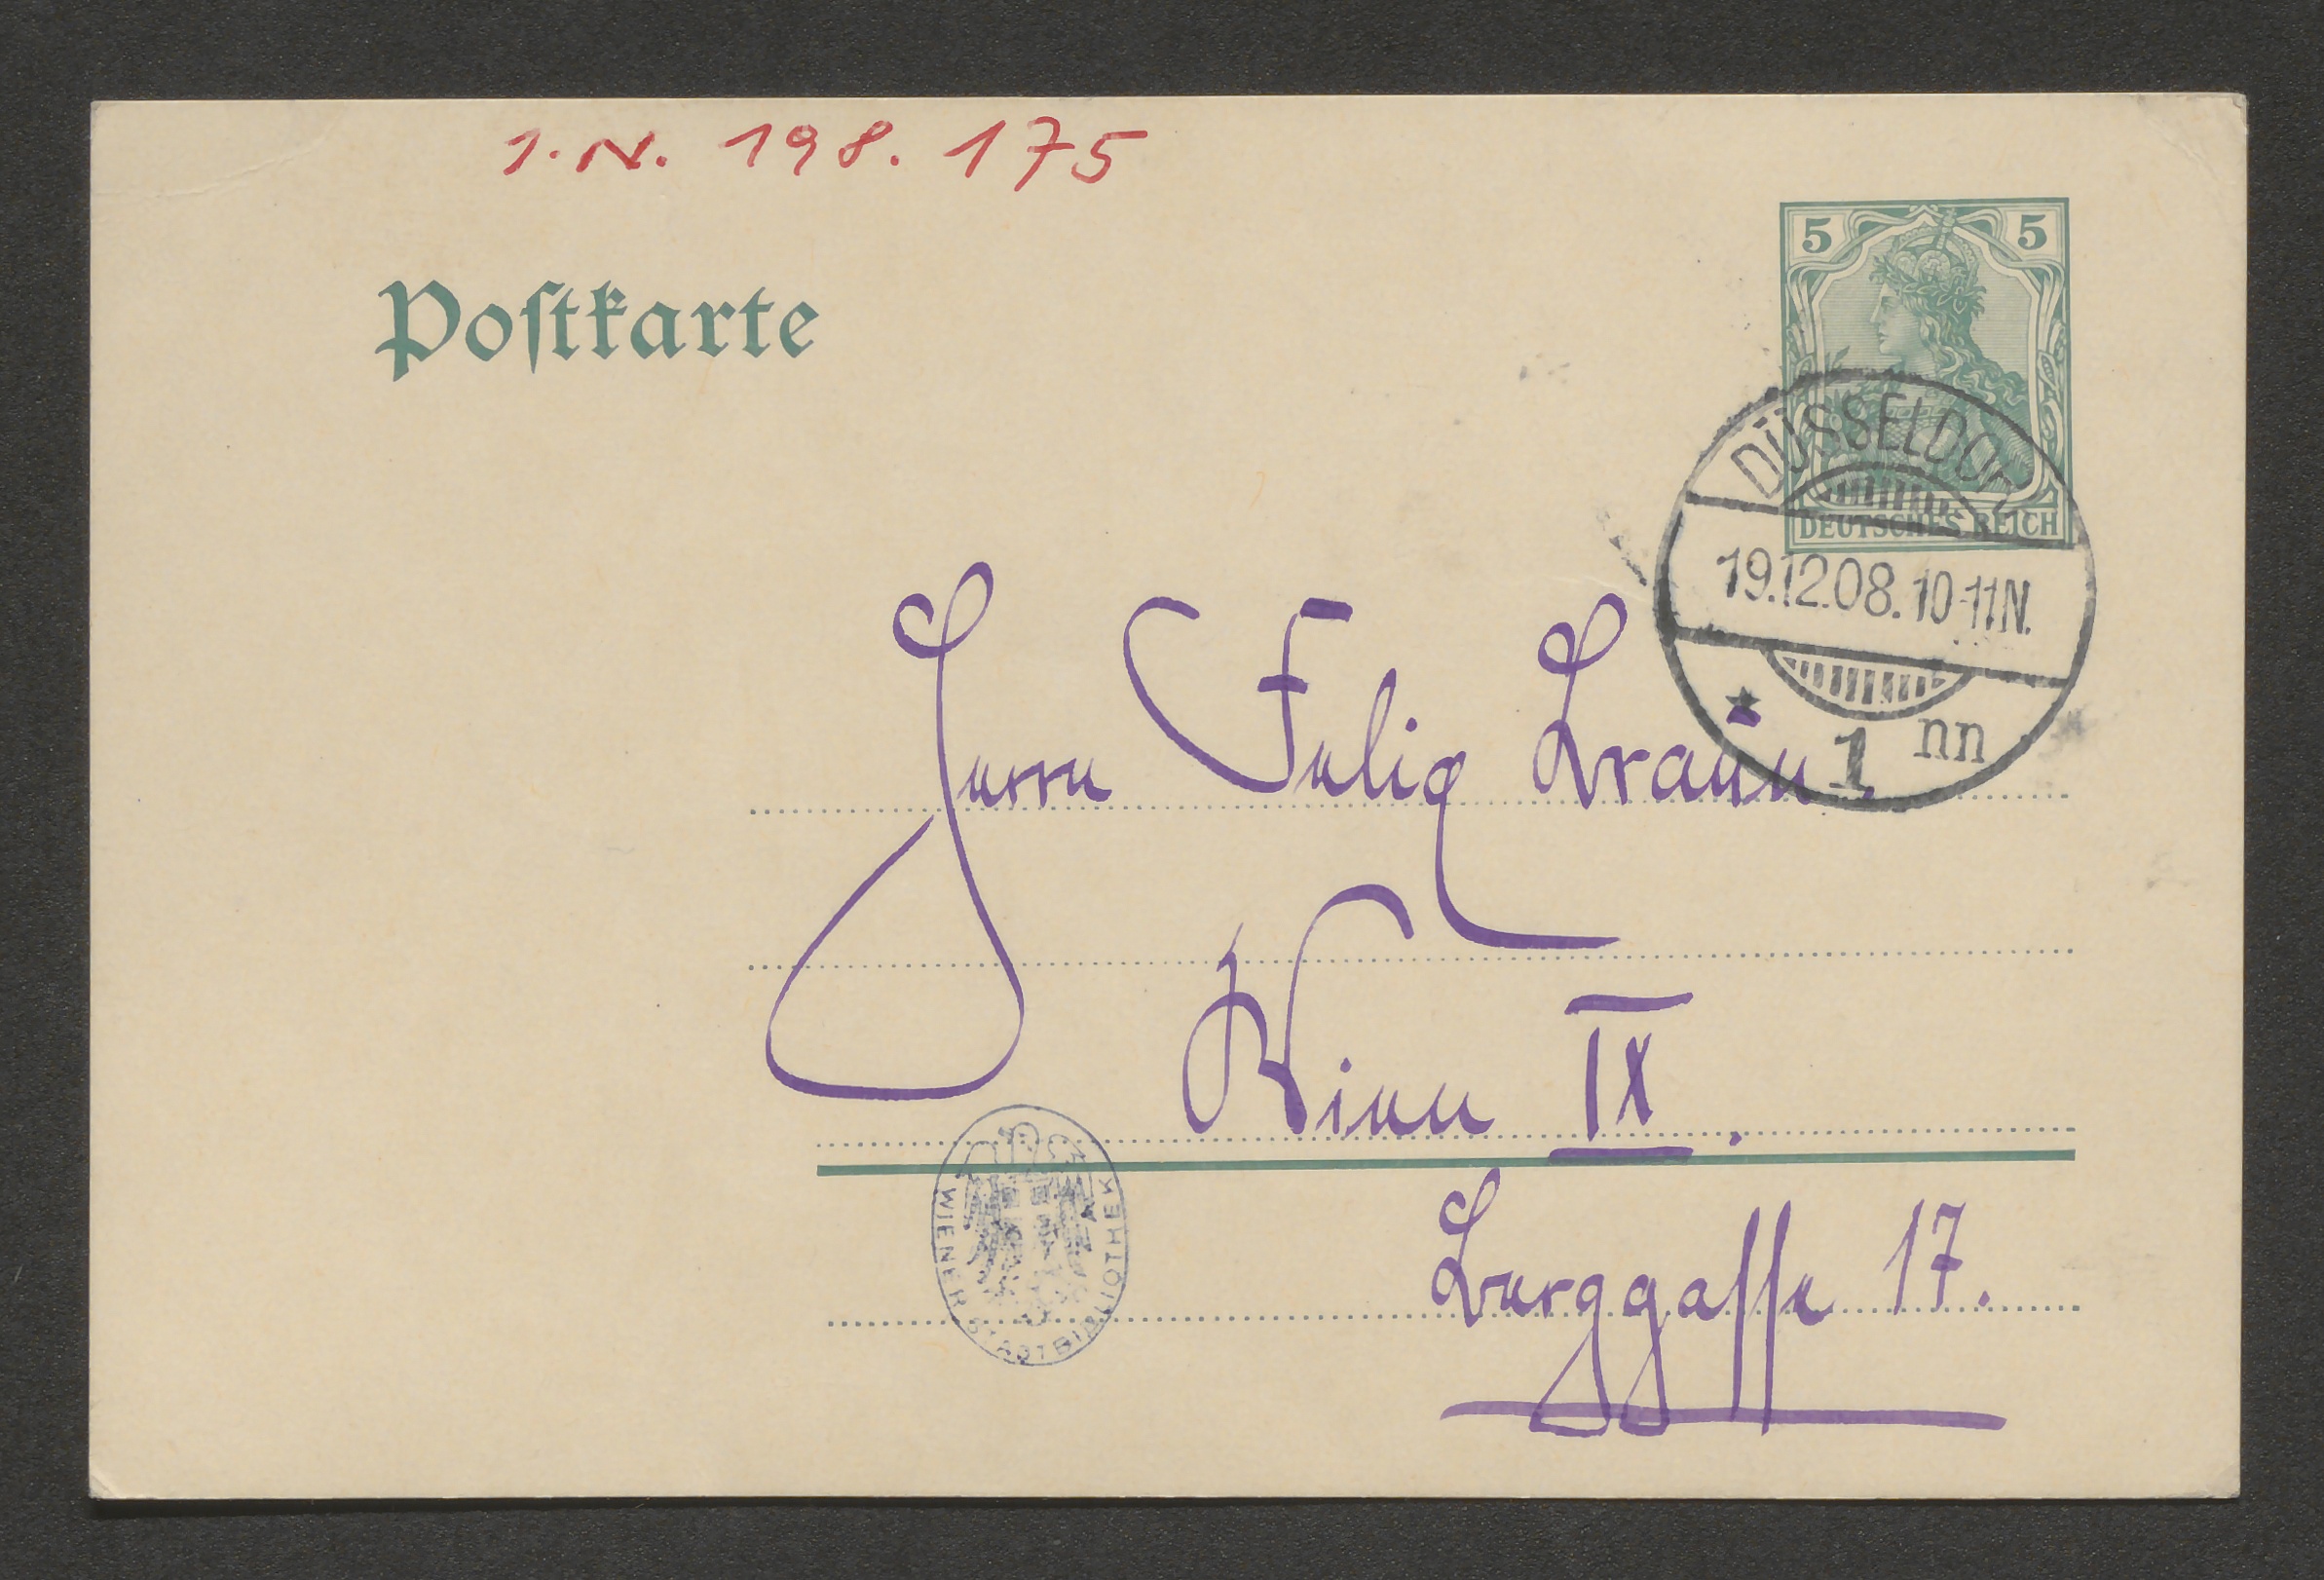 I.N. 198.175
Postkarte
5 5
DEUTSCHES REICH
DÜSSELDORF
19.12.08. 10-11N.
* 1 nn
Herrn Felix Braun.
Wien IX.
Berggasse 17.
WIENER STADTBIBLIOTHEK